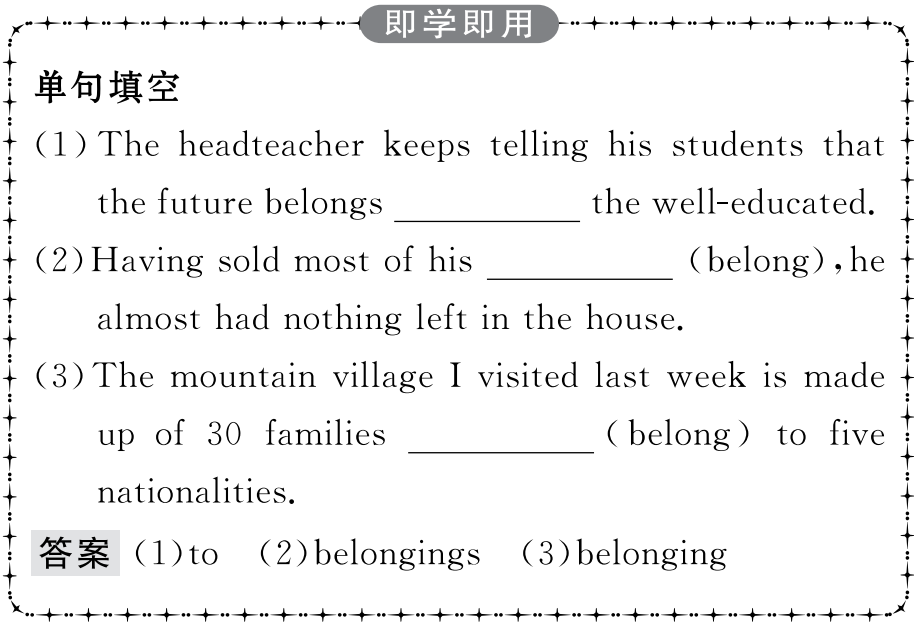 即学即用
单句填空
(1) The headteacher keeps telling his students that
the future belongs __________ the well-educated.
(2)Having sold most of his __________ (belong),he
almost had nothing left in the house.
(3)The mountain village I visited last week is made
up of 30 families __________ (belong) to five
nationalities.
答案 (1)to (2)belongings (3)belonging